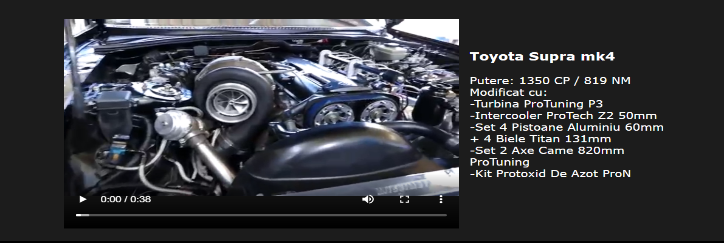 Toyota Supra mk4
Putere: 1350 CP / 819 NM
Modificat cu:
-Turbina ProTuning P3
-Intercooler ProTech Z2 50mm
-Set 4 Pistoane Aluminiu 60mm
+ 4 Biele Titan 131mm
-Set 2 Axe Came 820mm
ProTuning
-Kit Protoxid De Azot ProN
0:00 / 0:38